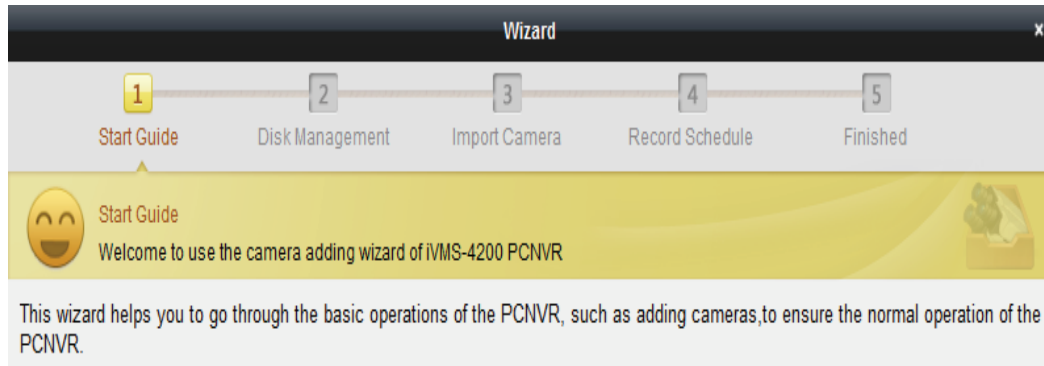 Wizard
x
1 2 3 4 5
Start Guide Disk Management Import Camera Record Schedule Finished
Start Guide
Welcome to use the camera adding wizard of iVMS-4200 PCNVR
This wizard helps you to go through the basic operations of the PCNVR, such as adding cameras,to ensure the normal operation of the
PCNVR.